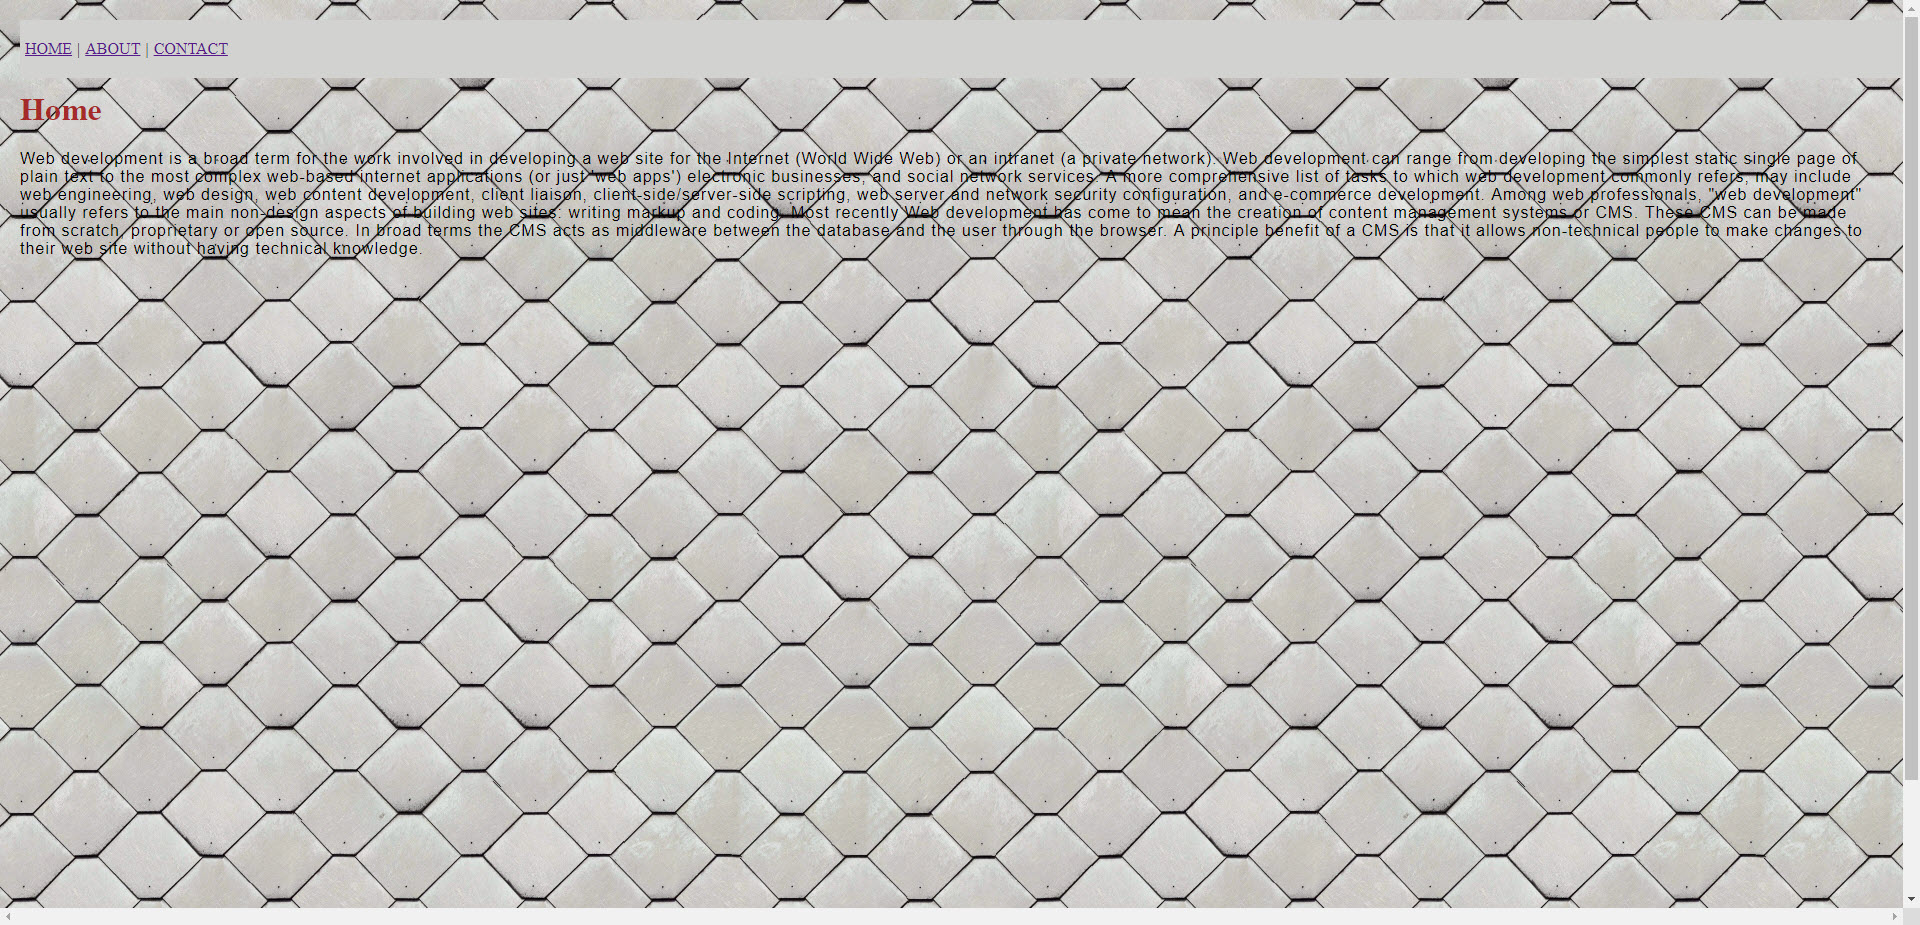 HOME | ABOUT | CONTACT
Home
Web development is a broad term for the work involved in developing a web site for the Internet (World Wide Web) or an intranet (a private network). Web development can range from developing the simplest static single page of
plain text to the most complex web-based internet applications (or just 'web apps') electronic businesses, and social network services. A more comprehensive list of tasks to which web development commonly refers, may include
web engineering, web design, web content development, client liaison, client-side/server-side scripting, web server and network security configuration, and e-commerce development. Among web professionals, "web development"
usually refers to the main non-design aspects of building web sites: writing markup and coding. Most recently Web development has come to mean the creation of content management systems or CMS. These CMS can be made
from scratch, proprietary or open source. In broad terms the CMS acts as middleware between the database and the user through the browser. A principle benefit of a CMS is that it allows non-technical people to make changes to
their web site without having technical knowledge.